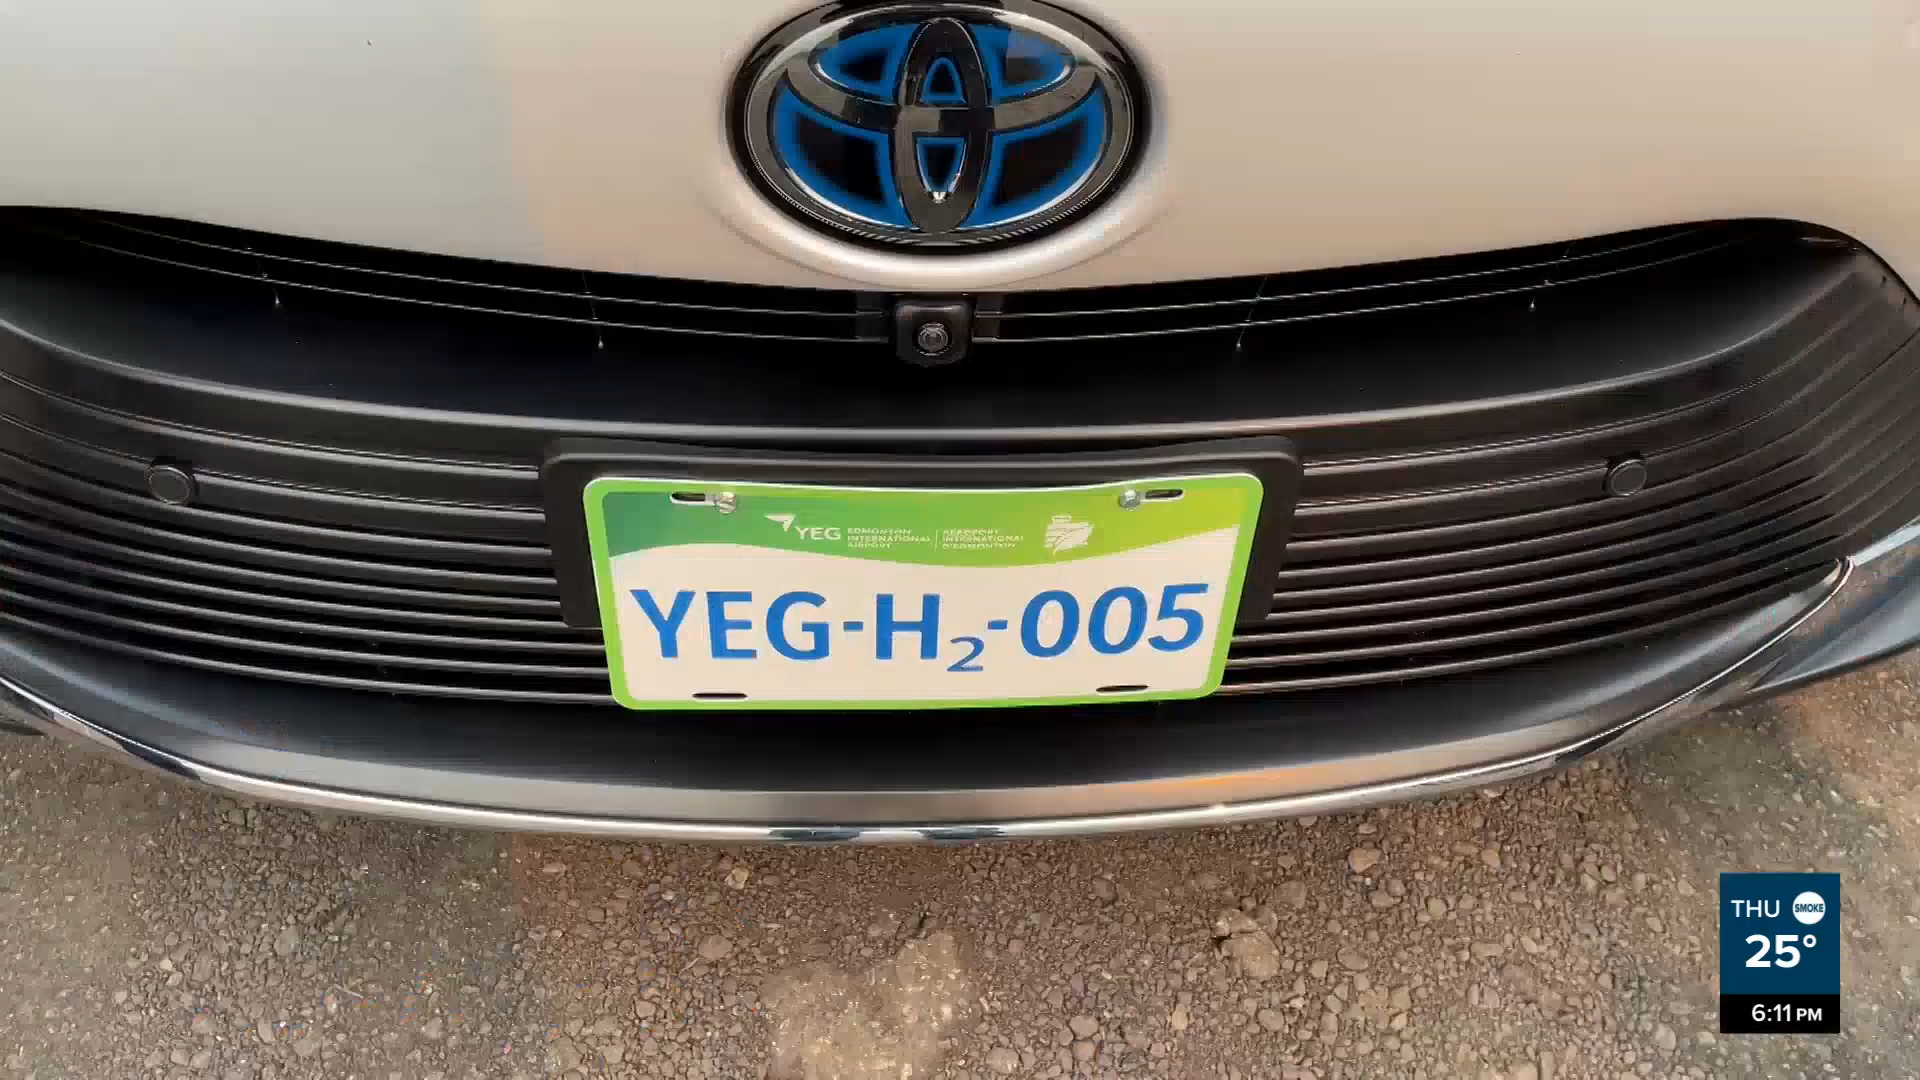 YEG EDMONTON INTERNATIONAL AIRPORT | AÉROPORT INTERNATIONAL D'EDMONTON
YEG-H₂-005
THU SMOKE
25°
6:11 PM